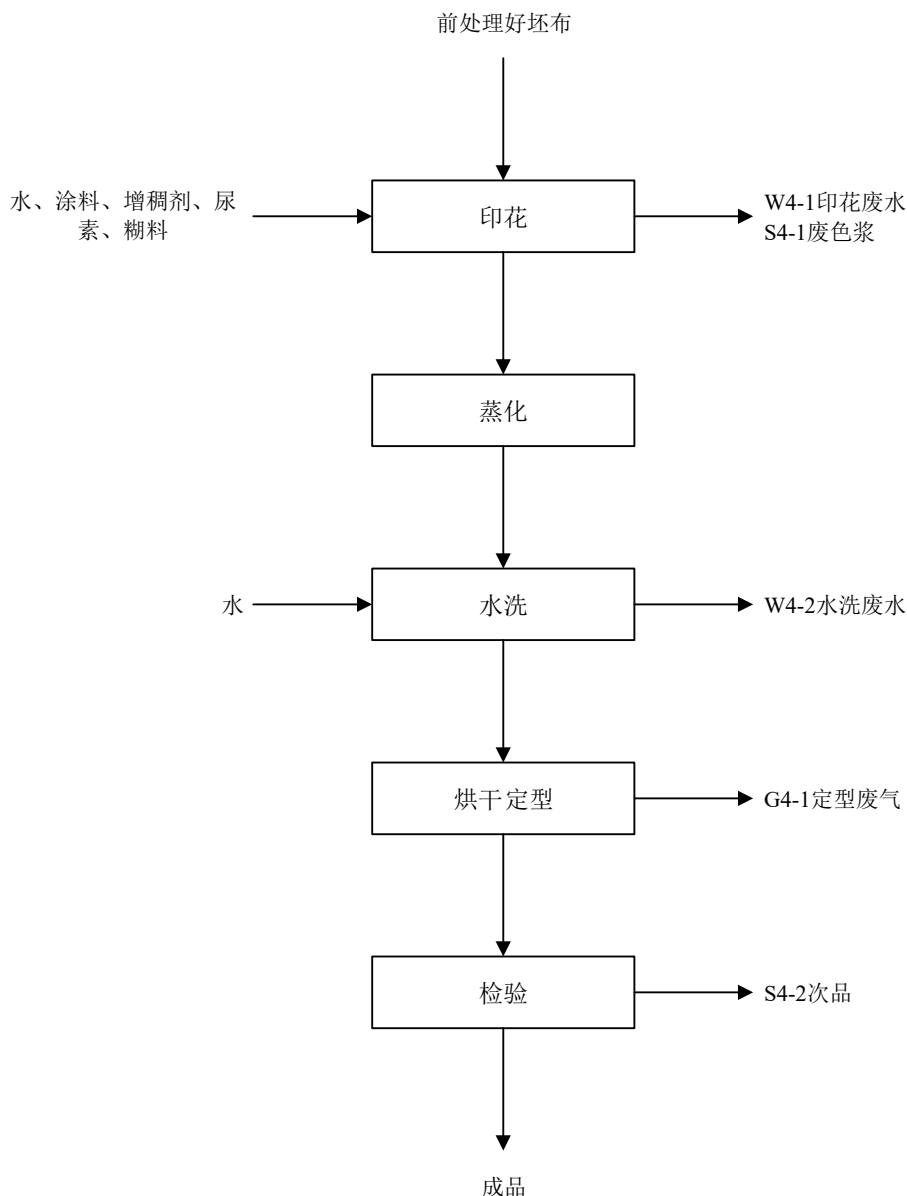 前处理好坯布
水、涂料、增稠剂、尿
素、糊料
印花
W4-1印花废水
S4-1废色浆
蒸化
水
水洗
W4-2水洗废水
烘干定型
G4-1定型废气
检验
S4-2次品
成品